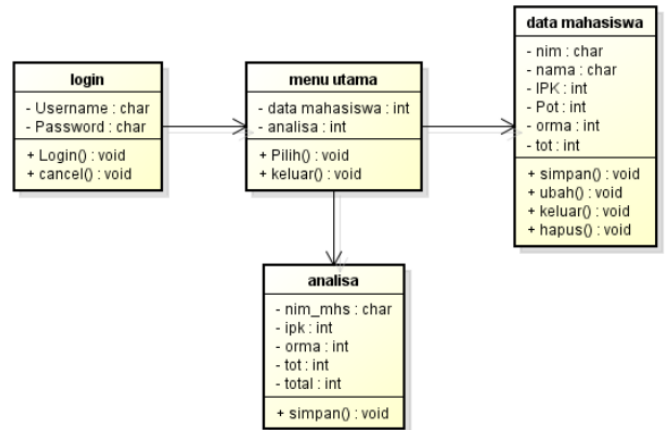 login
- Username : char
- Password : char
+ Login() : void
+ cancel() : void
menu utama
- data mahasiswa : int
- analisa : int
+ Pilih() : void
+ keluar() : void
data mahasiswa
- nim : char
- nama : char
- IPK : int
- Pot : int
- orma : int
- tot : int
+ simpan() : void
+ ubah() : void
+ keluar() : void
+ hapus() : void
analisa
- nim_mhs : char
- ipk : int
- orma : int
- tot : int
- total : int
+ simpan() : void